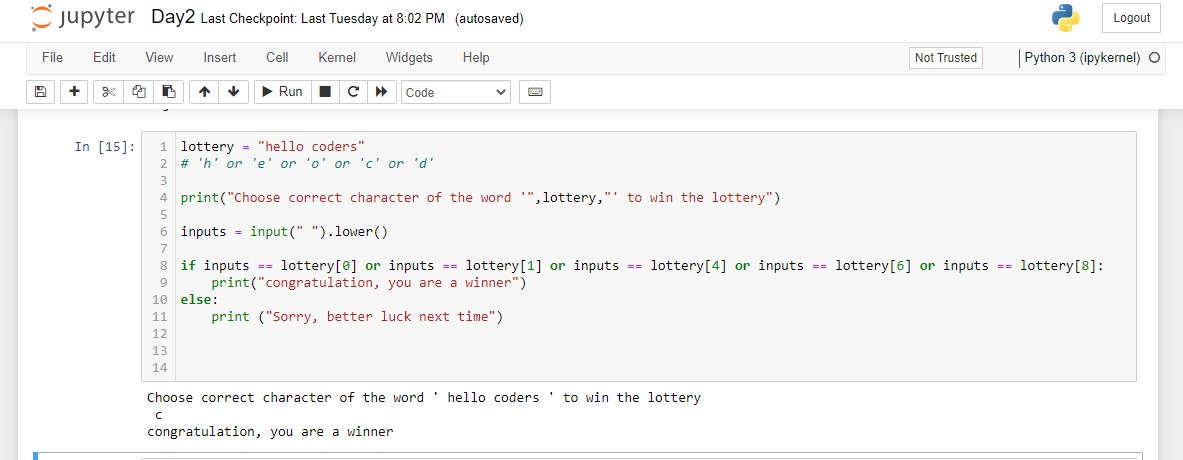 jupyter Day2 Last Checkpoint: Last Tuesday at 8:02 PM (autosaved)
Logout
File Edit View Insert Cell Kernel Widgets Help
Not Trusted
Python 3 (ipykernel)
Run
Code
In [15]:
1 lottery = "hello coders"
2 # 'h' or 'e' or 'o' or 'c' or 'd'
3
4 print("Choose correct character of the word '",lottery,"' to win the lottery")
5
6 inputs = input(" ").lower()
7
8 if inputs == lottery[0] or inputs == lottery[1] or inputs == lottery[4] or inputs == lottery[6] or inputs == lottery[8]:
9     print("congratulation, you are a winner")
10 else:
11     print ("Sorry, better luck next time")
12
13
14
Choose correct character of the word ' hello coders ' to win the lottery
c
congratulation, you are a winner